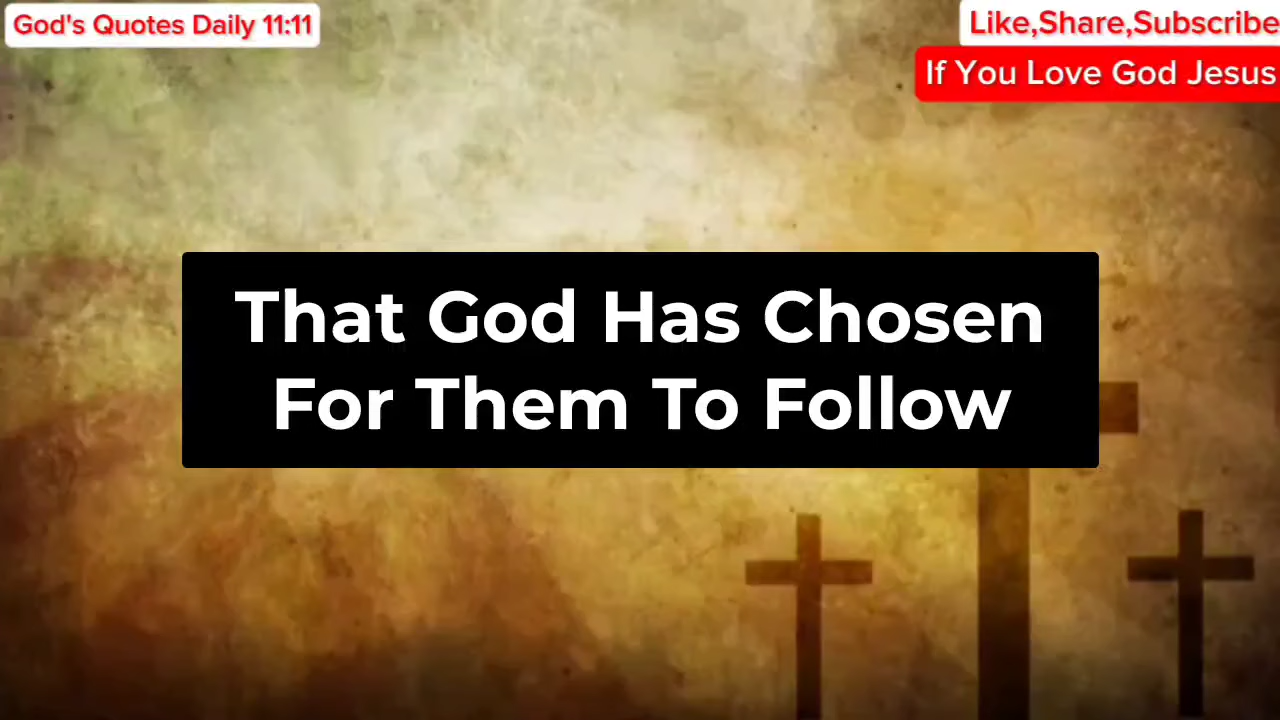 God's Quotes Daily 11:11
Like,Share,Subscribe
If You Love God Jesus
That God Has Chosen
For Them To Follow